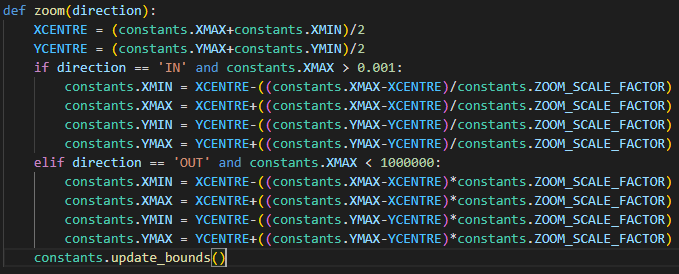 def zoom(direction):
    XCENTRE = (constants.XMAX+constants.XMIN)/2
    YCENTRE = (constants.YMAX+constants.YMIN)/2
    if direction == 'IN' and constants.XMAX > 0.001:
        constants.XMIN = XCENTRE-((constants.XMAX-XCENTRE)/constants.ZOOM_SCALE_FACTOR)
        constants.XMAX = XCENTRE+((constants.XMAX-XCENTRE)/constants.ZOOM_SCALE_FACTOR)
        constants.YMIN = YCENTRE-((constants.YMAX-YCENTRE)/constants.ZOOM_SCALE_FACTOR)
        constants.YMAX = YCENTRE+((constants.YMAX-YCENTRE)/constants.ZOOM_SCALE_FACTOR)
    elif direction == 'OUT' and constants.XMAX < 1000000:
        constants.XMIN = XCENTRE-((constants.XMAX-XCENTRE)*constants.ZOOM_SCALE_FACTOR)
        constants.XMAX = XCENTRE+((constants.XMAX-XCENTRE)*constants.ZOOM_SCALE_FACTOR)
        constants.YMIN = YCENTRE-((constants.YMAX-YCENTRE)*constants.ZOOM_SCALE_FACTOR)
        constants.YMAX = YCENTRE+((constants.YMAX-YCENTRE)*constants.ZOOM_SCALE_FACTOR)
    constants.update_bounds()